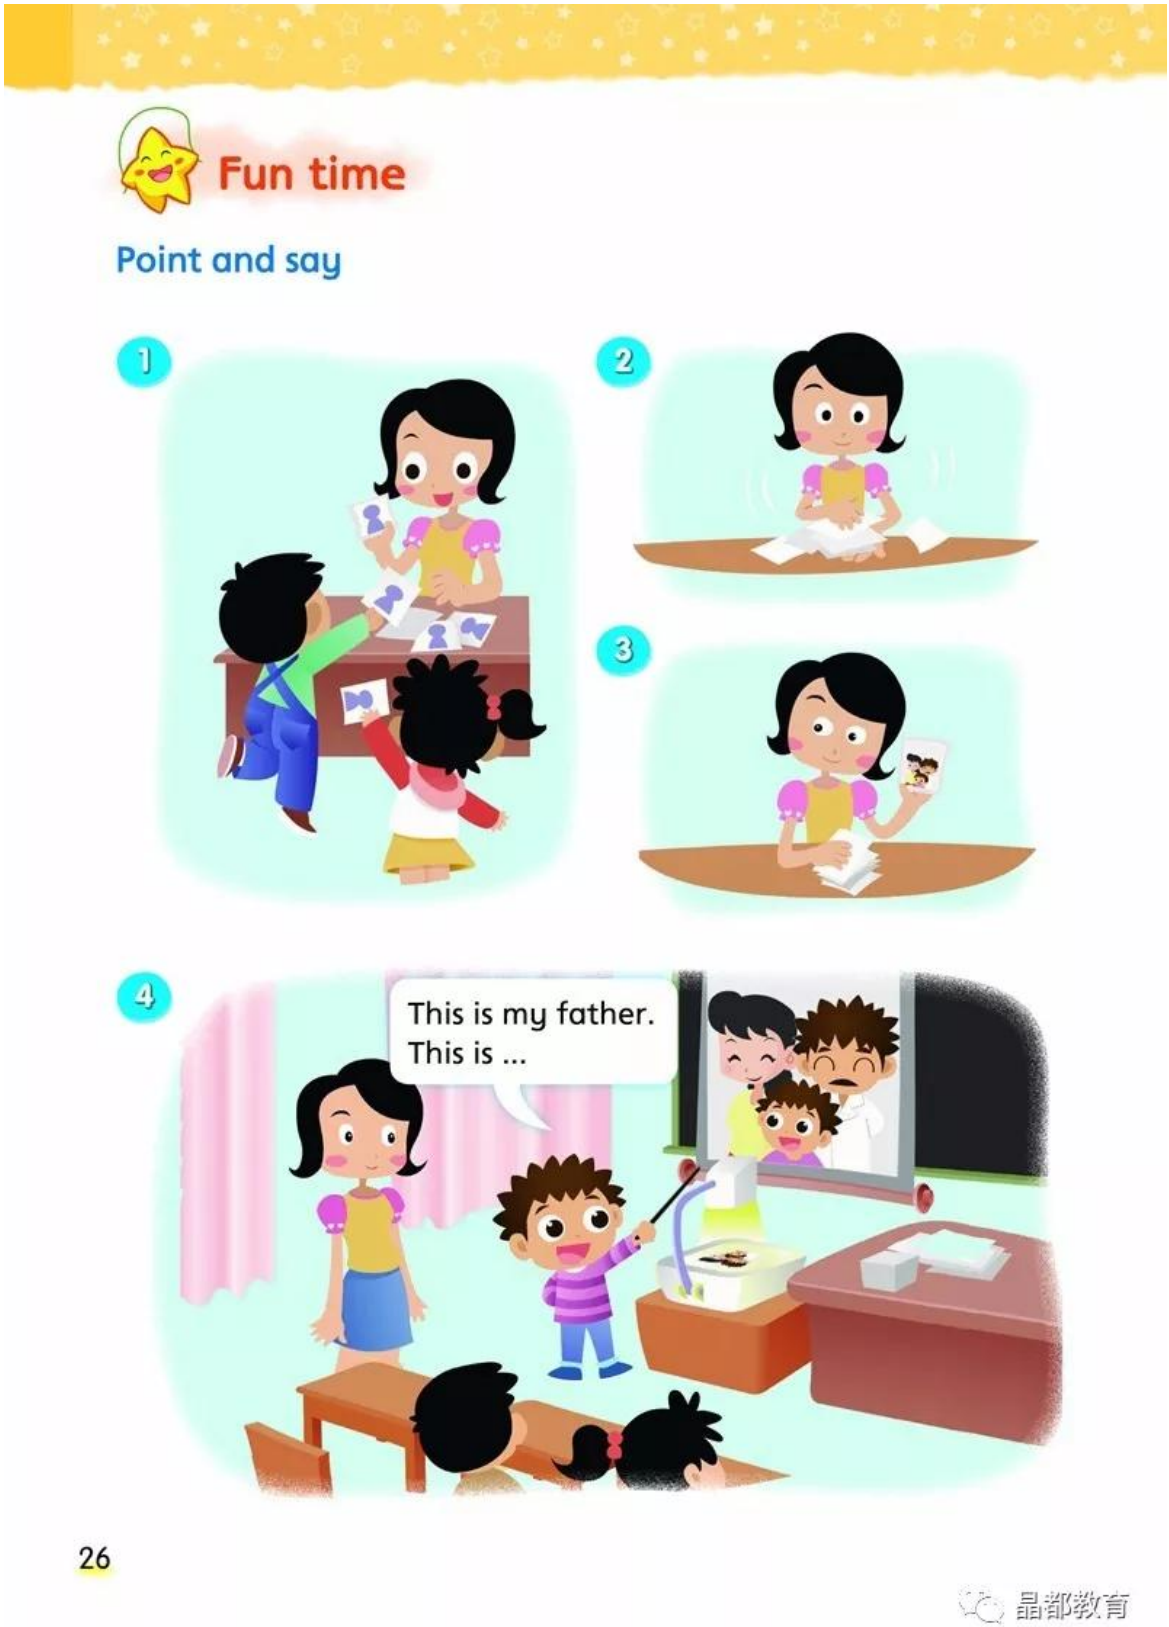 Fun time
Point and say
1
2
3
4
This is my father.
This is ...
26
晶都教育